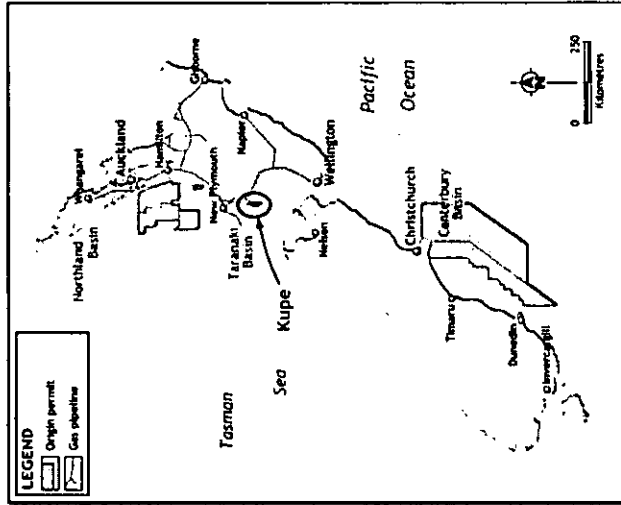 LEGEND
Origin permit
Gas pipeline
Northland
Basin
Whangarei
Auckland
Hamilton
Gisborne
New Plymouth
Taranaki
Basin
Napier
Kupe
Tasman
Sea
Nelson
Wellington
Pacific
Ocean
Christchurch
Canterbury
Basin
Timaru
Dunedin
Invercargill
N
0 250
Kilometres